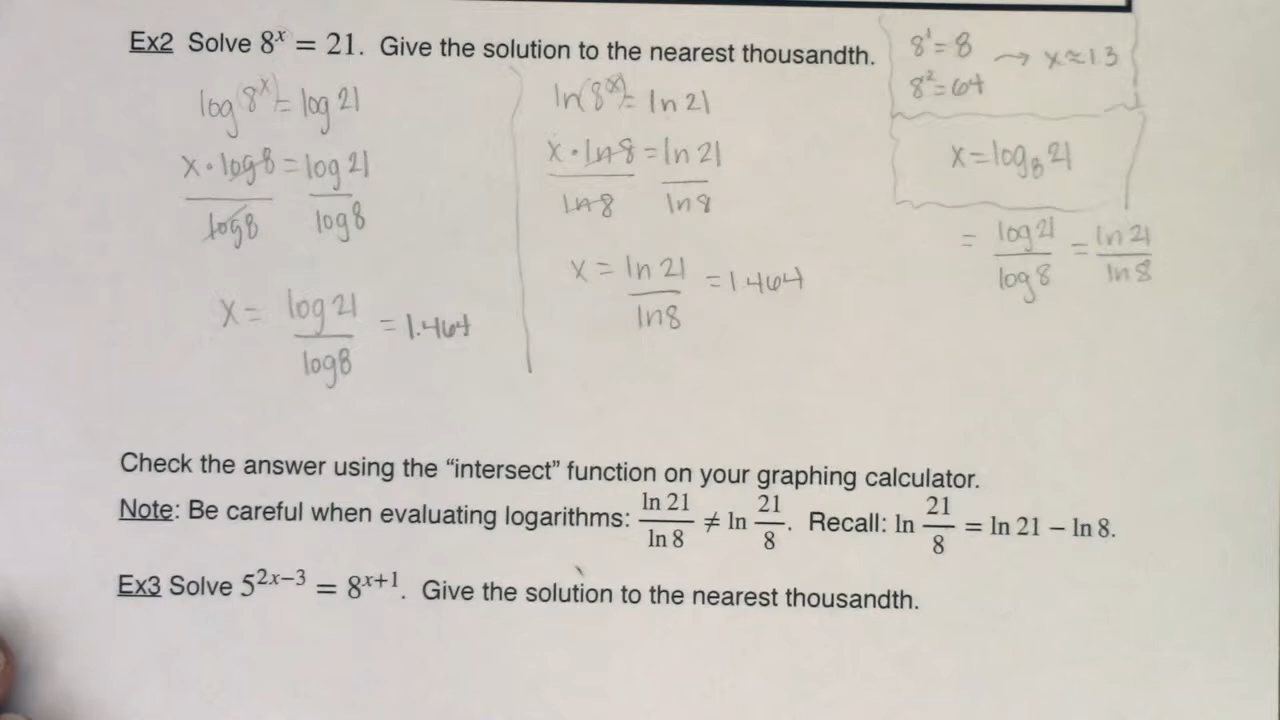 Ex2 Solve 8^x = 21. Give the solution to the nearest thousandth.
log(8^x) = log 21
x · log 8 = log 21
log 8 log 8
x = log 21 / log 8 = 1.464
ln(8^x) = ln 21
x · ln 8 = ln 21
ln 8 ln 8
x = ln 21 / ln 8 = 1.464
8^1 = 8
→ x ≈ 1.3
8^2 = 64
x = log_8 21
= log 21 / log 8 = ln 21 / ln 8
Check the answer using the “intersect” function on your graphing calculator.
Note: Be careful when evaluating logarithms: ln 21 / ln 8 ≠ ln 21/8. Recall: ln 21/8 = ln 21 − ln 8.
Ex3 Solve 5^{2x−3} = 8^{x+1}. Give the solution to the nearest thousandth.